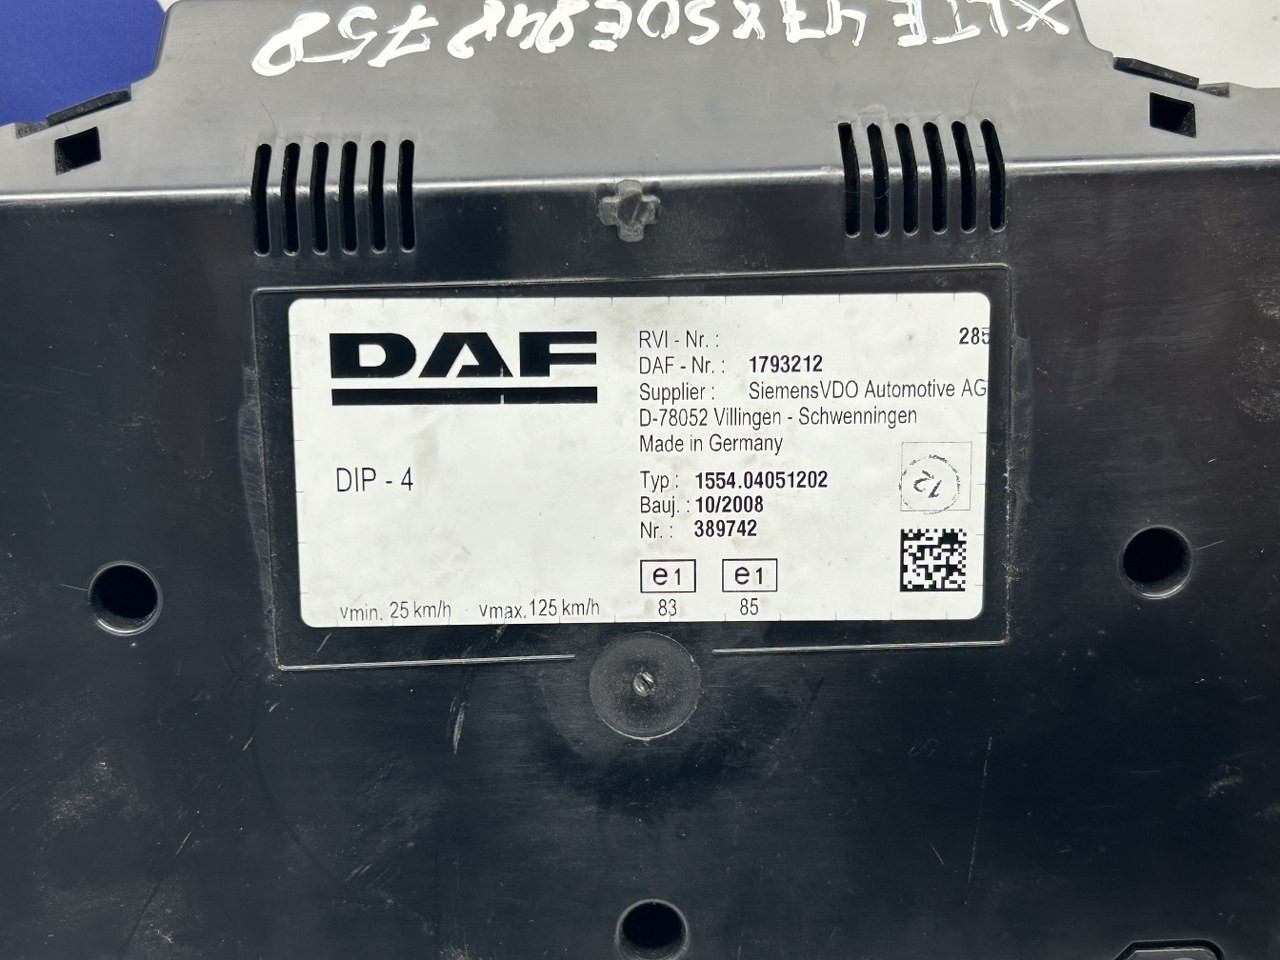 DAF
RVI - Nr. : 285
DAF - Nr. : 1793212
Supplier : SiemensVDO Automotive AG
D-78052 Villingen - Schwenningen
Made in Germany
DIP - 4
Typ : 1554.04051202
Bauj. : 10/2008
Nr. : 389742
12
e1 e1
83 85
vmin. 25 km/h vmax. 125 km/h